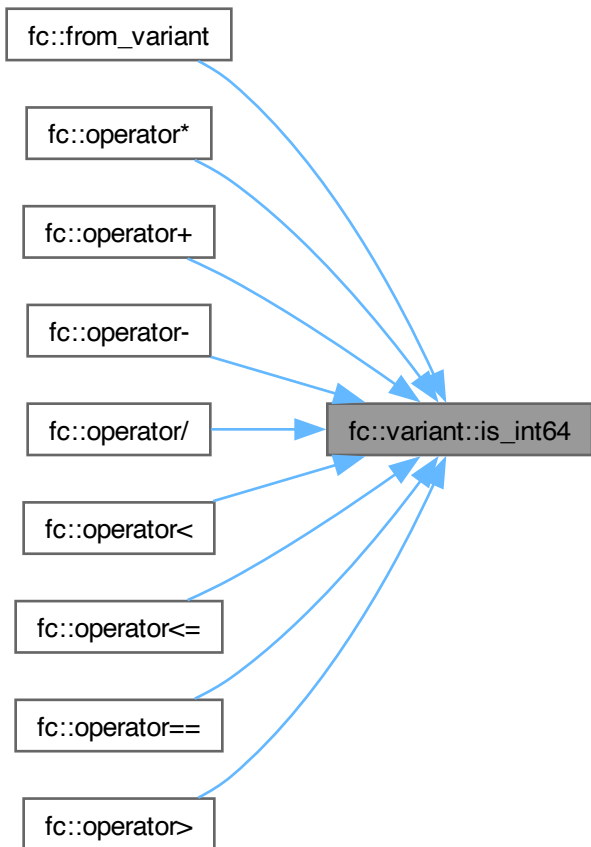 fc::from_variant
fc::operator*
fc::operator+
fc::operator-
fc::operator/
fc::variant::is_int64
fc::operator<
fc::operator<=
fc::operator==
fc::operator>